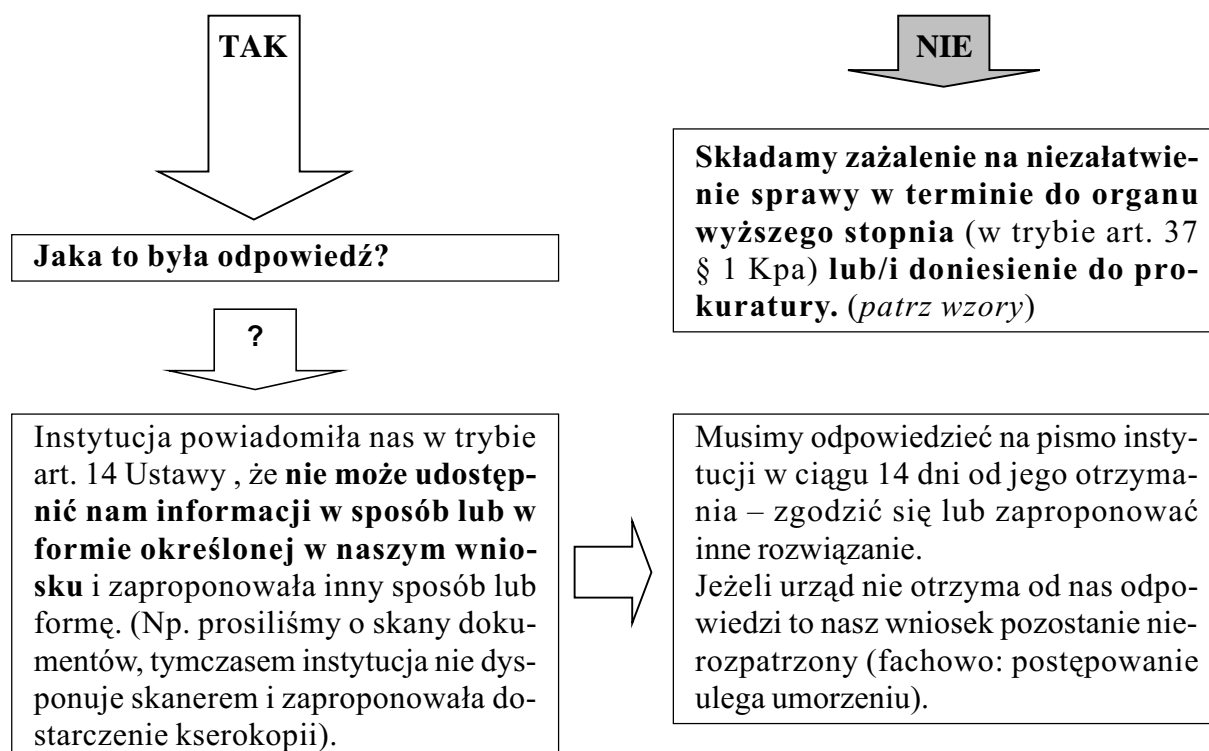 TAK
NIE
Składamy zażalenie na niezałatwie-
nie sprawy w terminie do organu
wyższego stopnia (w trybie art. 37
§ 1 Kpa) lub/i doniesienie do pro-
kuratury. (patrz wzory)
Jaka to była odpowiedź?
?
Instytucja powiadomiła nas w trybie
art. 14 Ustawy , że nie może udostęp-
nić nam informacji w sposób lub w
formie określonej w naszym wnio-
sku i zaproponowała inny sposób lub
formę. (Np. prosiliśmy o skany doku-
mentów, tymczasem instytucja nie dys-
ponuje skanerem i zaproponowała do-
starczenie kserokopii).
Musimy odpowiedzieć na pismo insty-
tucji w ciągu 14 dni od jego otrzyma-
nia – zgodzić się lub zaproponować
inne rozwiązanie.
Jeżeli urząd nie otrzyma od nas odpo-
wiedzi to nasz wniosek pozostanie nie-
rozpatrzony (fachowo: postępowanie
ulega umorzeniu).